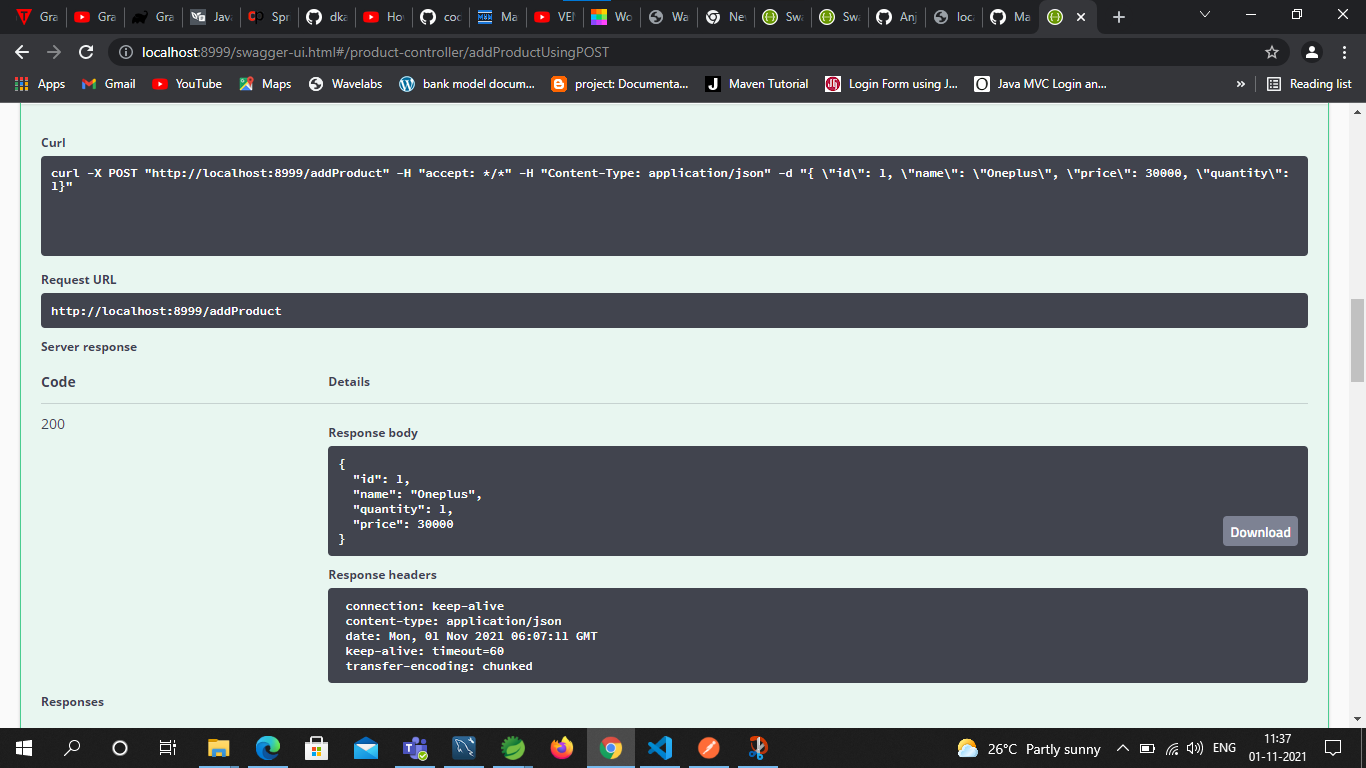 Gra
Gra
Gra
Java
Spr
dka
Hov
coc
Ma
VEN
Wo
Wa
Ne
Swa
Swa
Anj
loca
Ma
localhost:8999/swagger-ui.html#/product-controller/addProductUsingPOST
Apps
Gmail
YouTube
Maps
Wavelabs
bank model docum...
project: Documenta...
Maven Tutorial
Login Form using J...
Java MVC Login an...
»
Reading list
Curl
curl -X POST "http://localhost:8999/addProduct" -H "accept: */*" -H "Content-Type: application/json" -d "{ \"id\": 1, \"name\": \"Oneplus\", \"price\": 30000, \"quantity\":
1}"
Request URL
http://localhost:8999/addProduct
Server response
Code
Details
200
Response body
{
"id": 1,
"name": "Oneplus",
"quantity": 1,
"price": 30000
}
Download
Response headers
connection: keep-alive
content-type: application/json
date: Mon, 01 Nov 2021 06:07:11 GMT
keep-alive: timeout=60
transfer-encoding: chunked
Responses
26°C Partly sunny
ENG
11:37
01-11-2021